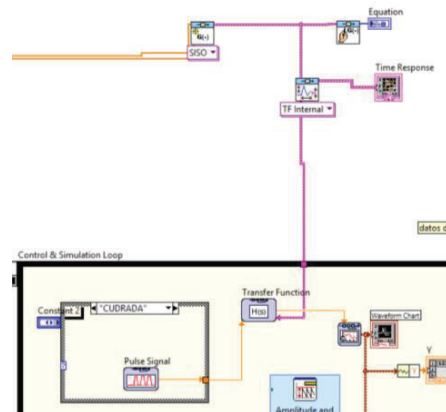 Equation
G(·)
G(·)
SISO
Time Response
TF Internal
datos d
Control & Simulation Loop
Transfer Function
Constant 2
"CUDRADA"
H(s)
Waveform Chart
Y
Y
Pulse Signal
Amplitude and